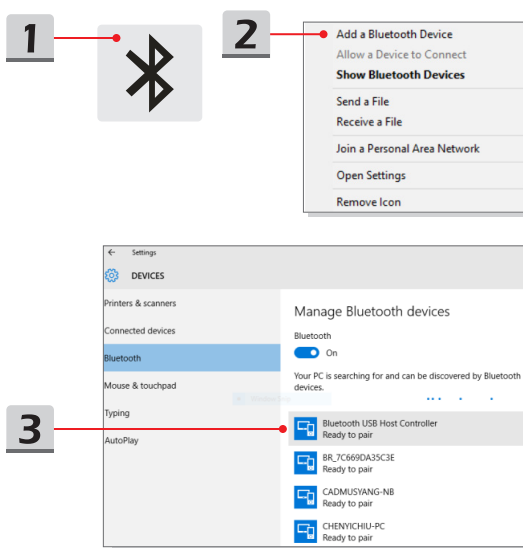 1
2
Add a Bluetooth Device
Allow a Device to Connect
Show Bluetooth Devices
Send a File
Receive a File
Join a Personal Area Network
Open Settings
Remove Icon
Settings
DEVICES
Printers & scanners
Connected devices
Bluetooth
Mouse & touchpad
Typing
AutoPlay
Manage Bluetooth devices
Bluetooth
On
Your PC is searching for and can be discovered by Bluetooth
devices.
3
Bluetooth USB Host Controller
Ready to pair
BR_7C669DA35C3E
Ready to pair
CADMUSYANG-NB
Ready to pair
CHENYICHIU-PC
Ready to pair